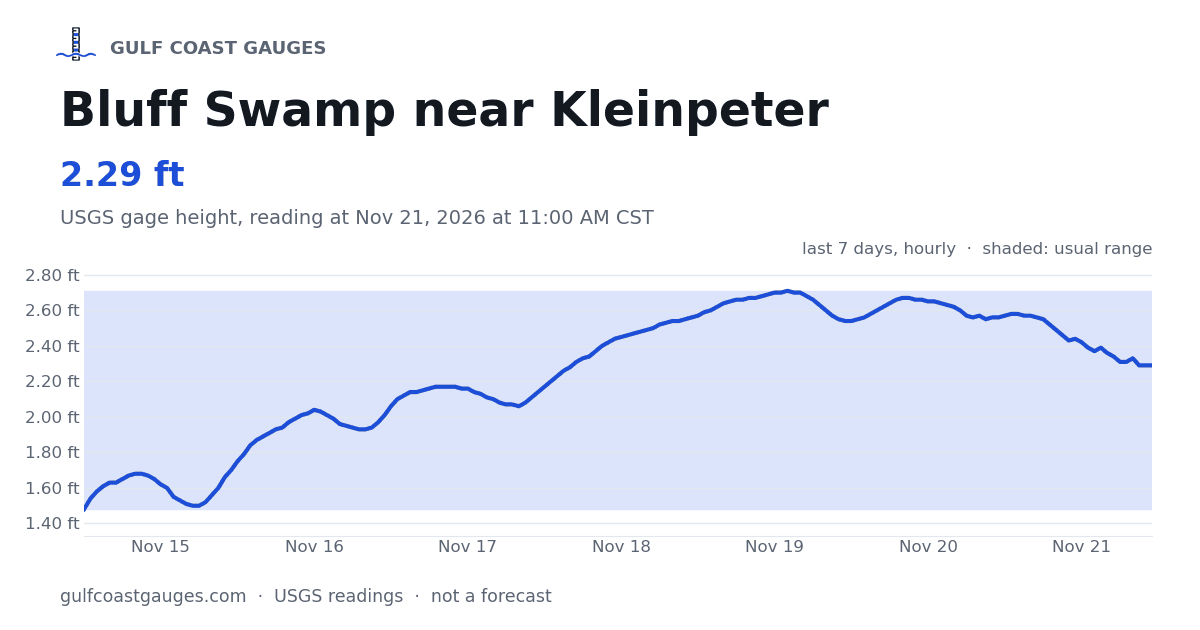 GULF COAST GAUGES
Bluff Swamp near Kleinpeter
2.29 ft
USGS gage height, reading at Nov 21, 2026 at 11:00 AM CST
last 7 days, hourly · shaded: usual range
2.80 ft
2.60 ft
2.40 ft
2.20 ft
2.00 ft
1.80 ft
1.60 ft
1.40 ft
Nov 15 Nov 16 Nov 17 Nov 18 Nov 19 Nov 20 Nov 21
gulfcoastgauges.com · USGS readings · not a forecast